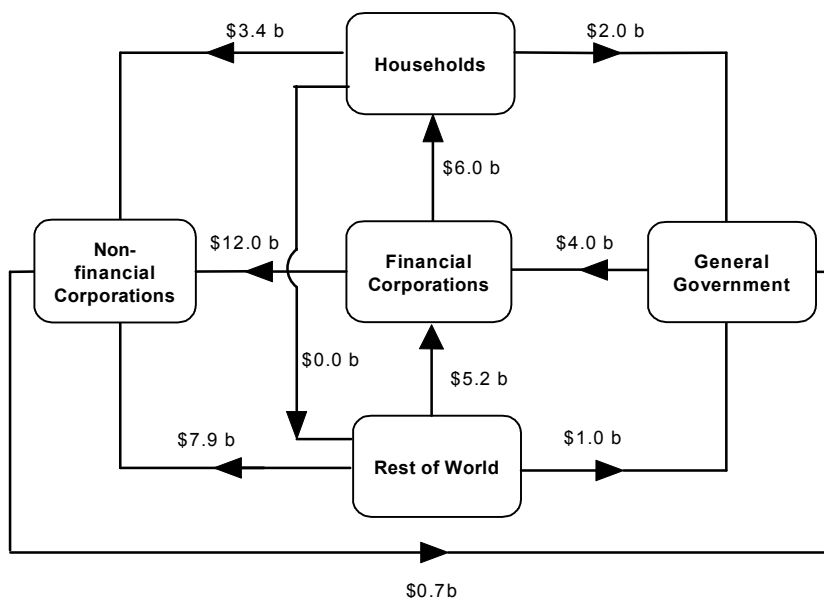 $3.4 b
$2.0 b
Households
$6.0 b
$12.0 b
$4.0 b
Non-
financial
Corporations
Financial
Corporations
General
Government
$0.0 b
$5.2 b
$7.9 b
$1.0 b
Rest of World
$0.7b